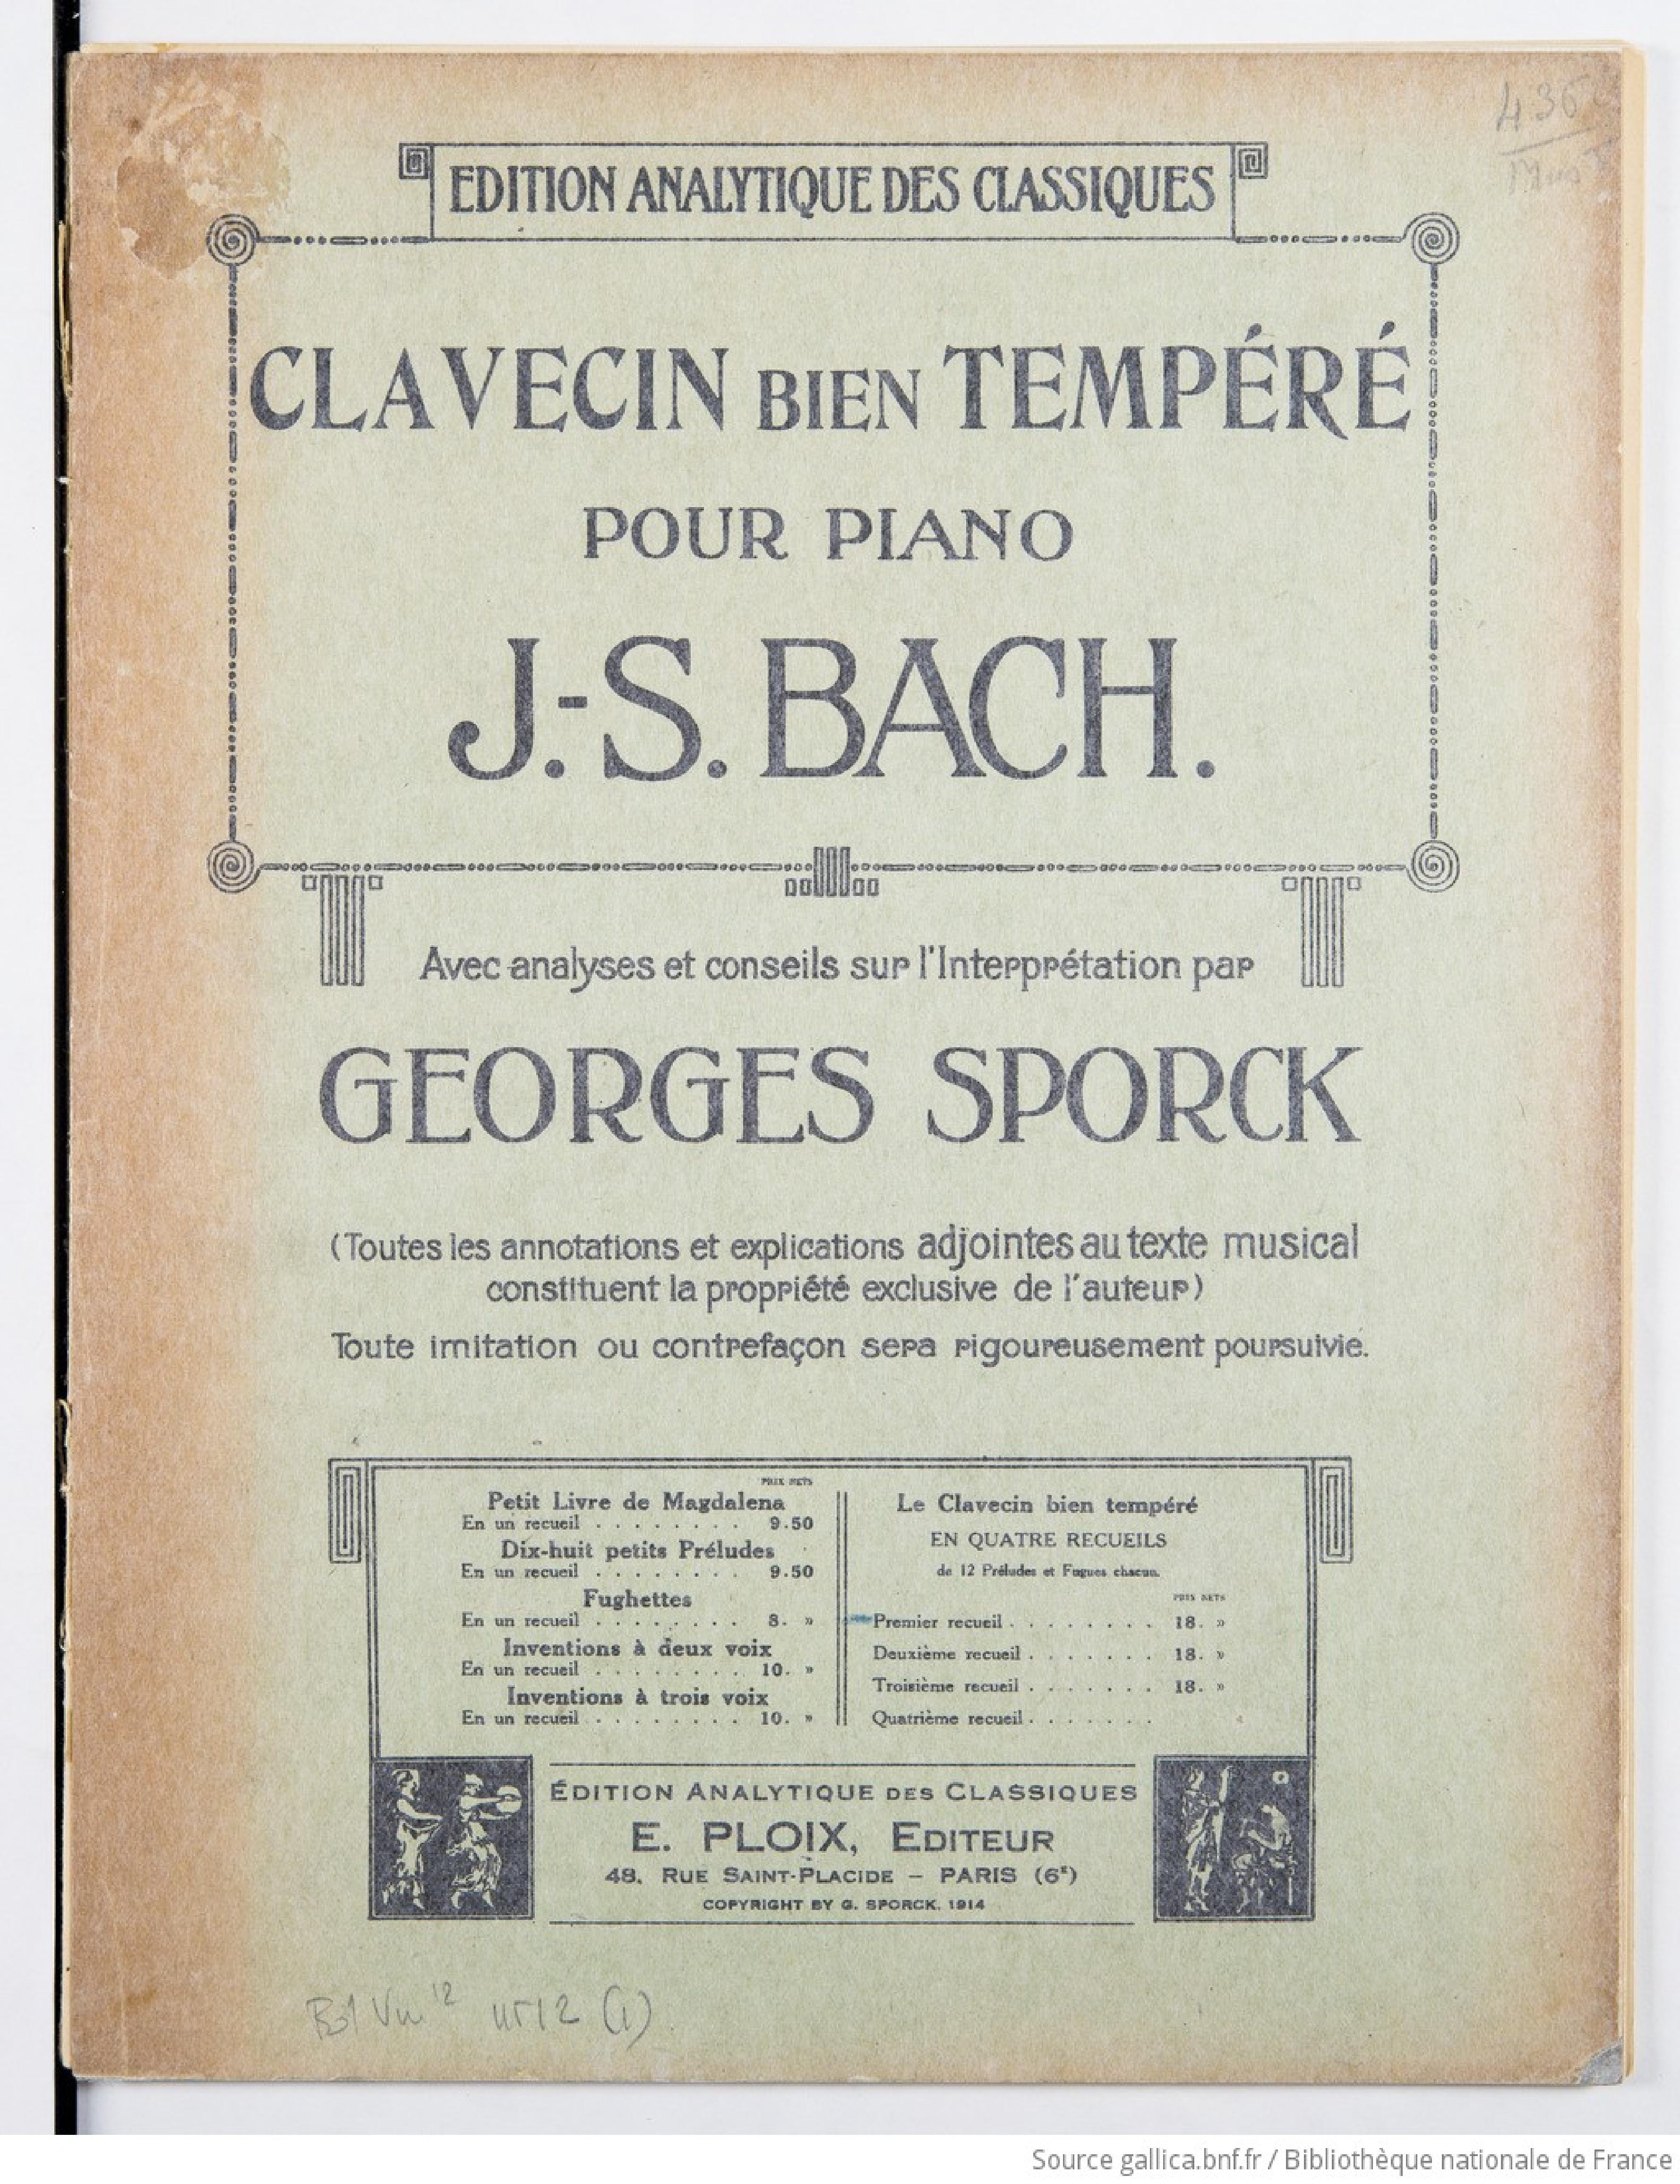 EDITION ANALYTIQUE DES CLASSIQUES
CLAVECIN BIEN TEMPÉRÉ
POUR PIANO
J.-S. BACH.
Avec analyses et conseils sur l'Interprétation par
GEORGES SPORCK
(Toutes les annotations et explications adjointes au texte musical
constituent la propriété exclusive de l'auteur)
Toute imitation ou contrefaçon sera rigoureusement poursuivie.
PRIX NETS
Petit Livre de Magdalena
En un recueil . . . . . . . . 9.50
Dix-huit petits Préludes
En un recueil . . . . . . . . 9.50
Fughettes
En un recueil . . . . . . . . 8. »
Inventions à deux voix
En un recueil . . . . . . . . 10. »
Inventions à trois voix
En un recueil . . . . . . . . 10. »
Le Clavecin bien tempéré
EN QUATRE RECUEILS
de 12 Préludes et Fugues chacun.
PRIX NETS
Premier recueil . . . . . . . . 18. »
Deuxième recueil . . . . . . . 18. »
Troisième recueil . . . . . . . 18. »
Quatrième recueil . . . . . . .
ÉDITION ANALYTIQUE DES CLASSIQUES
E. PLOIX, EDITEUR
48, RUE SAINT-PLACIDE – PARIS (6ᵉ)
COPYRIGHT BY G. SPORCK. 1914
Source gallica.bnf.fr / Bibliothèque nationale de France